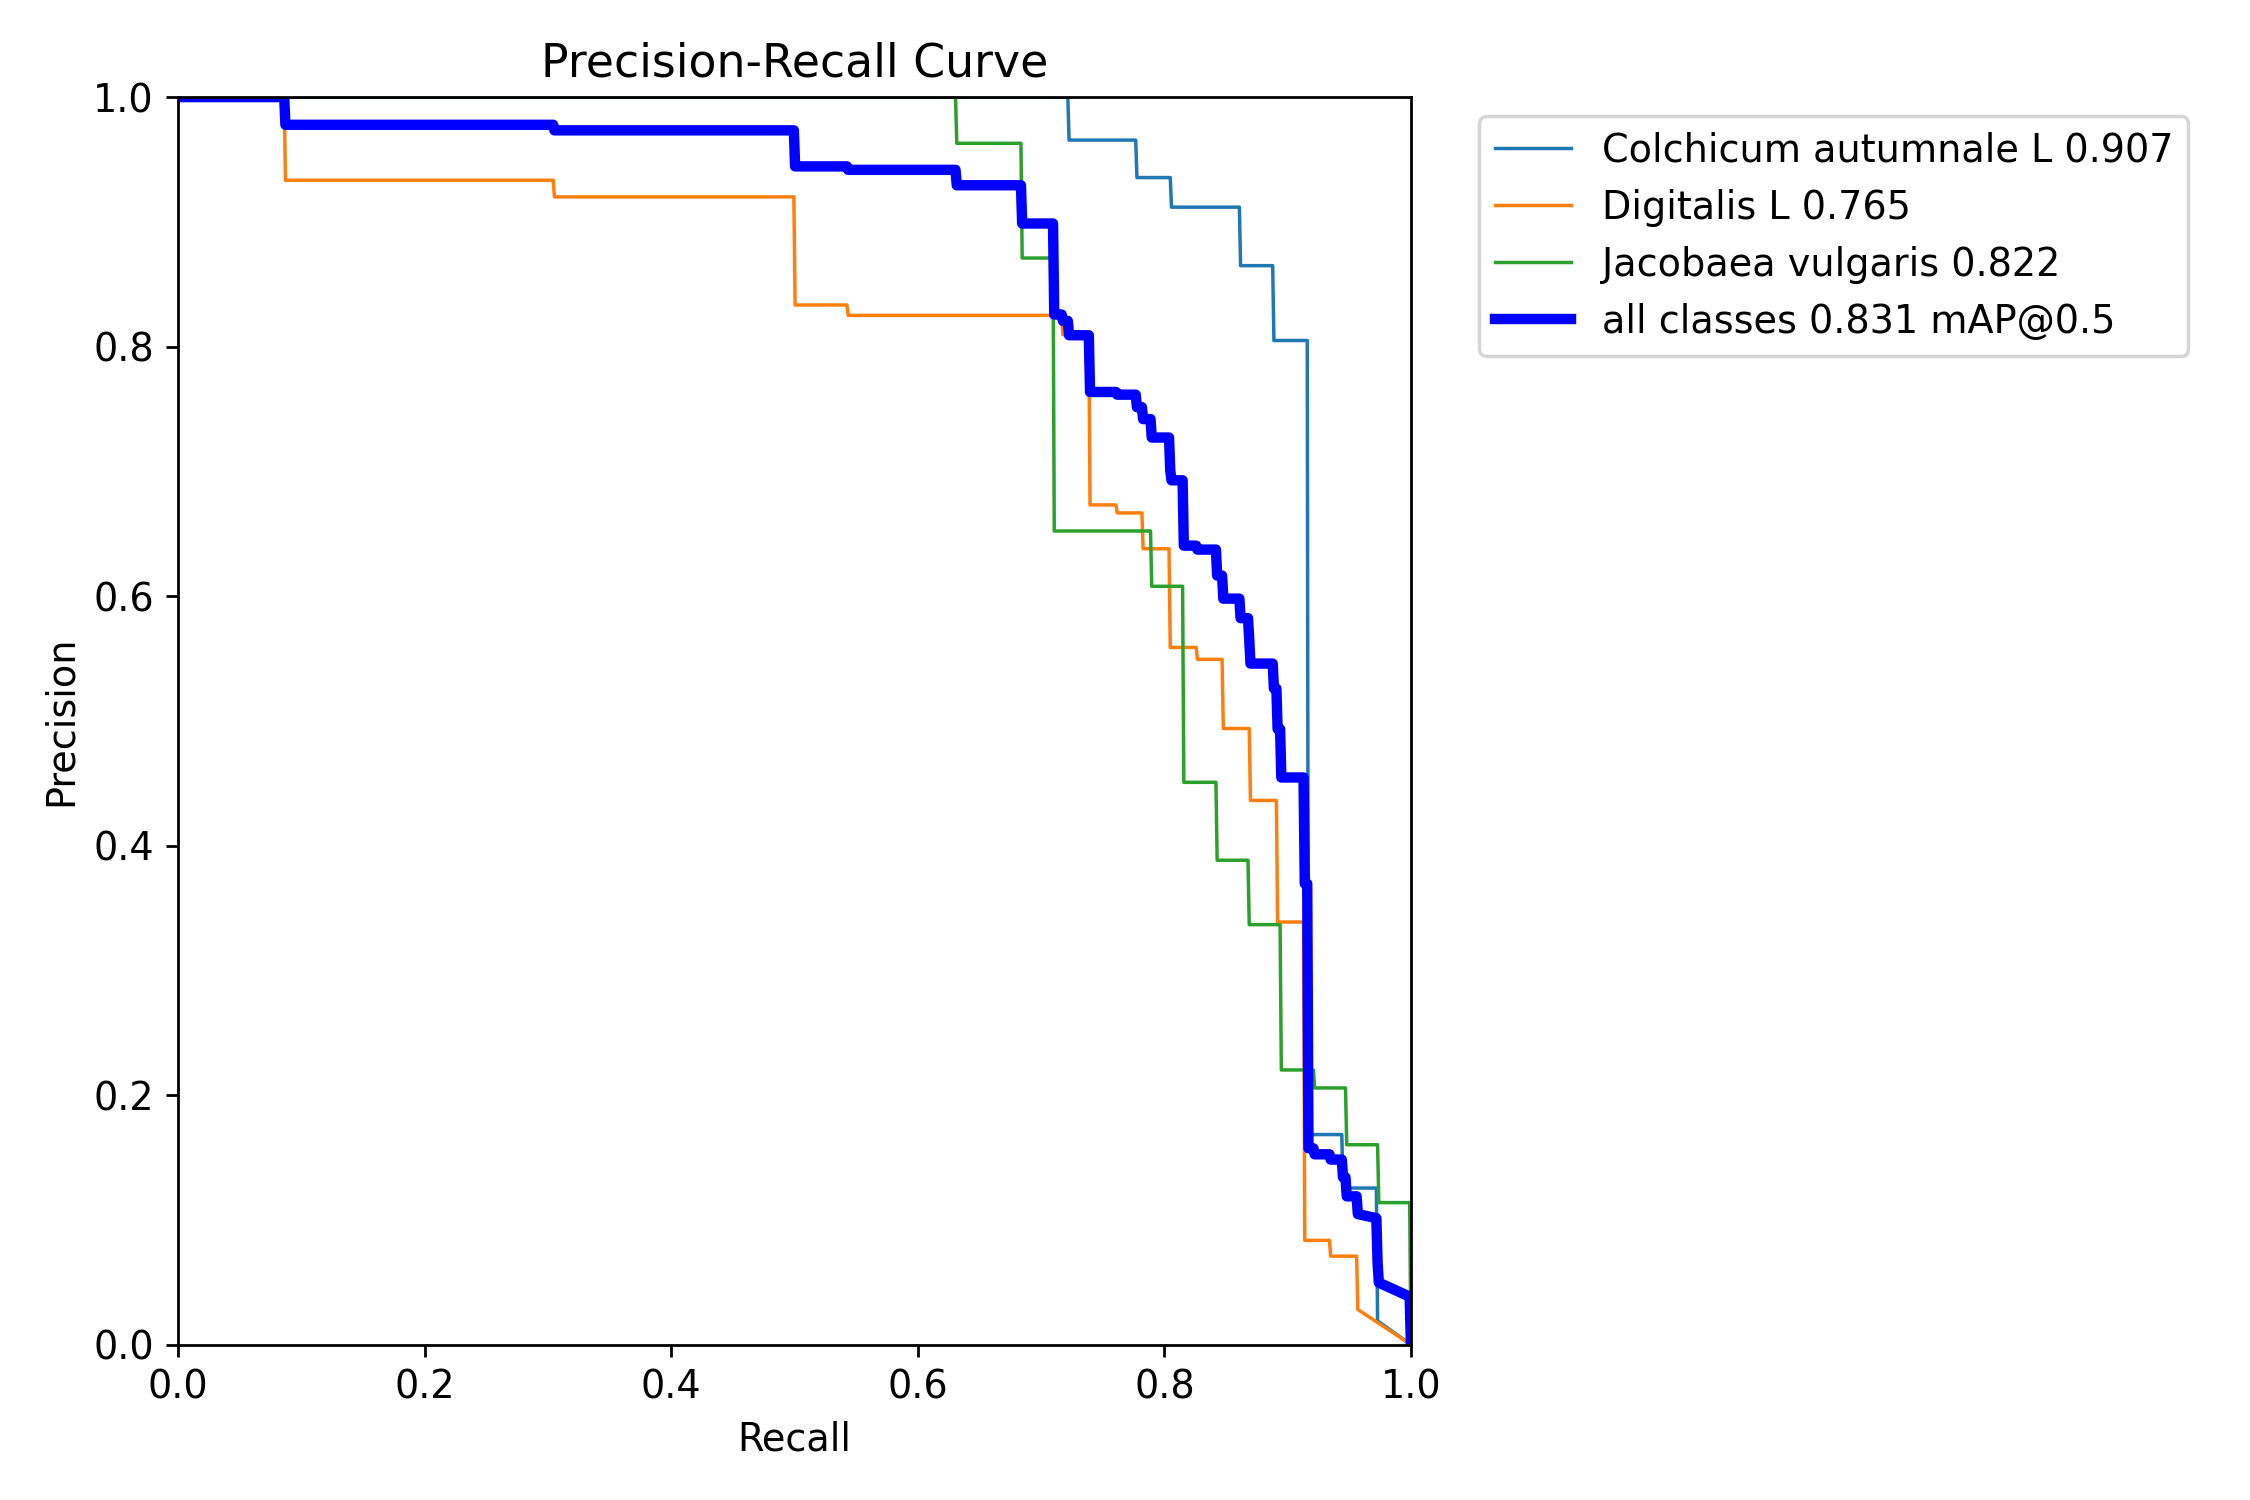 Precision-Recall Curve
1.0
0.8
0.6
0.4
0.2
0.0
Precision
0.0 0.2 0.4 0.6 0.8 1.0
Recall
Colchicum autumnale L 0.907
Digitalis L 0.765
Jacobaea vulgaris 0.822
all classes 0.831 mAP@0.5